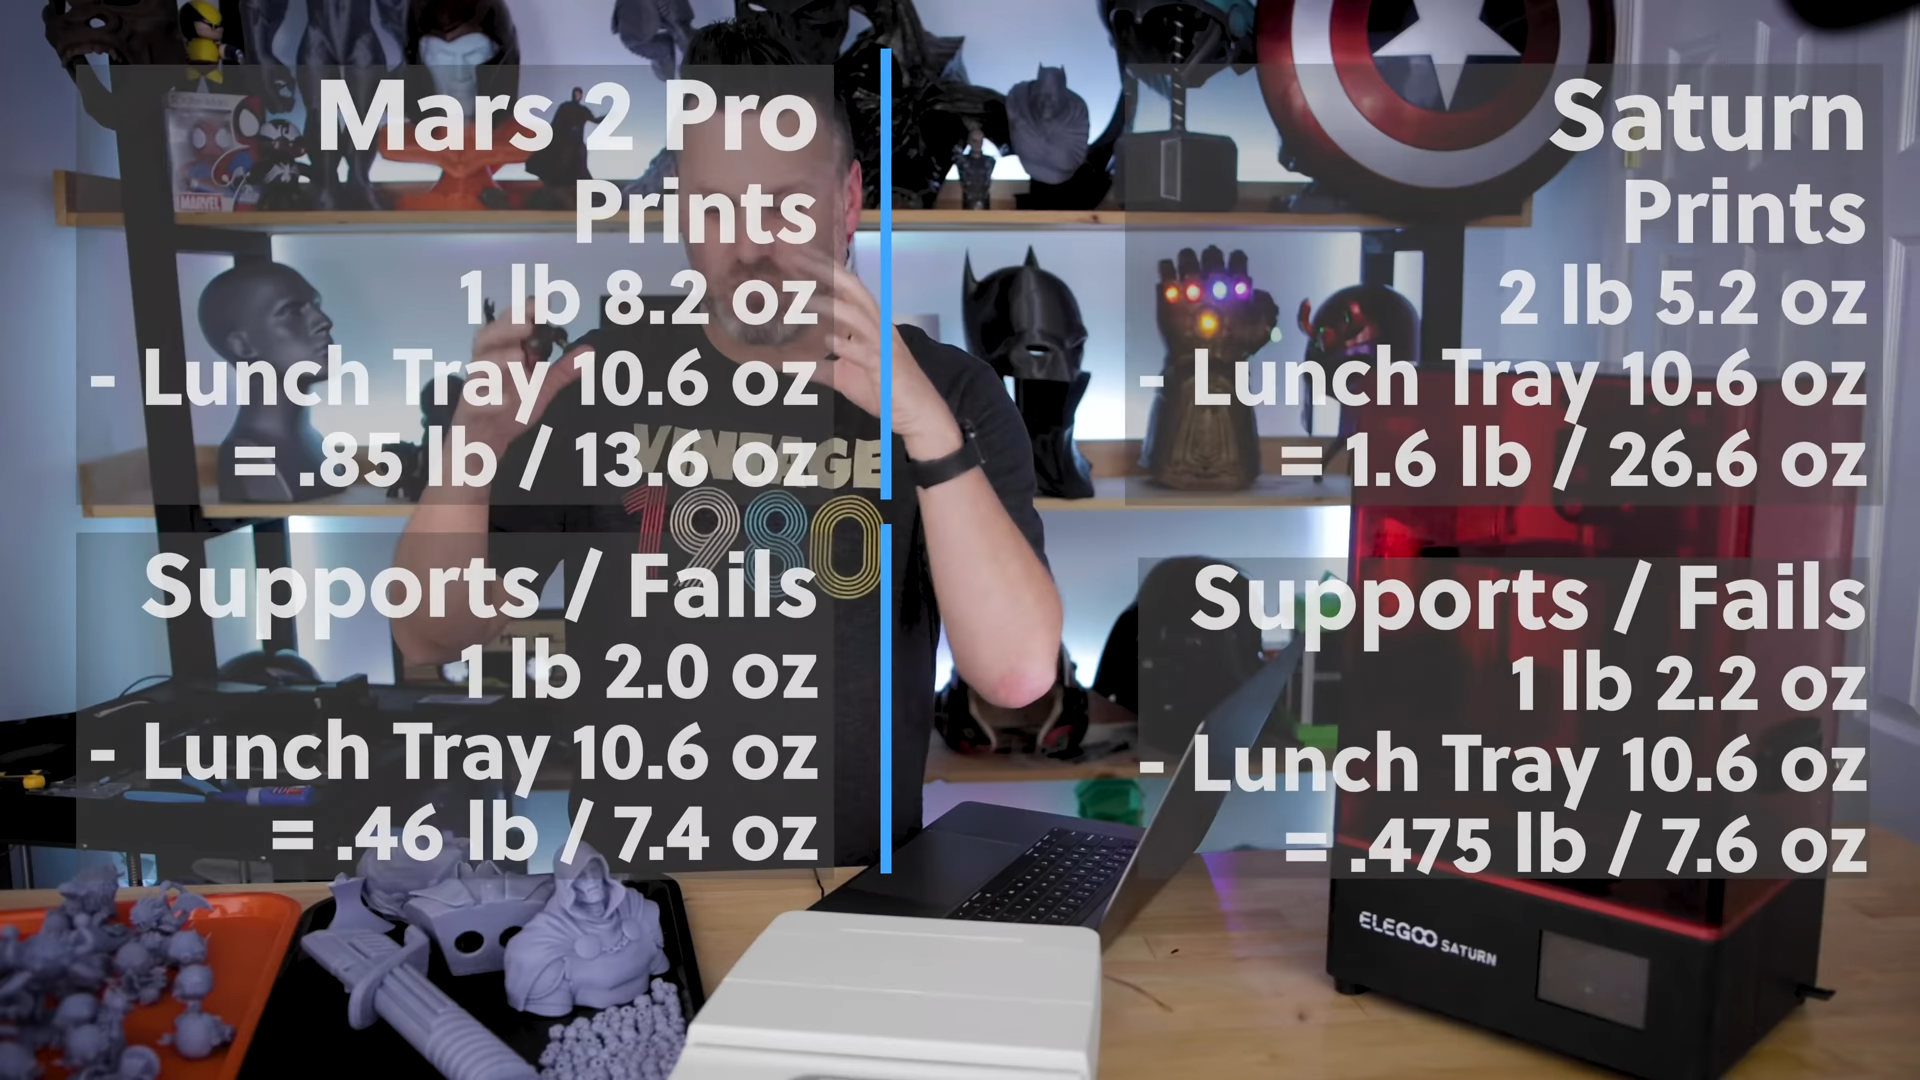 Mars 2 Pro
Prints
1 lb 8.2 oz
- Lunch Tray 10.6 oz
= .85 lb / 13.6 oz
Supports / Fails
1 lb 2.0 oz
- Lunch Tray 10.6 oz
= .46 lb / 7.4 oz
Saturn
Prints
2 lb 5.2 oz
- Lunch Tray 10.6 oz
= 1.6 lb / 26.6 oz
Supports / Fails
1 lb 2.2 oz
- Lunch Tray 10.6 oz
= .475 lb / 7.6 oz
MARVEL
VINTAGE
1980
ELEGOO SATURN